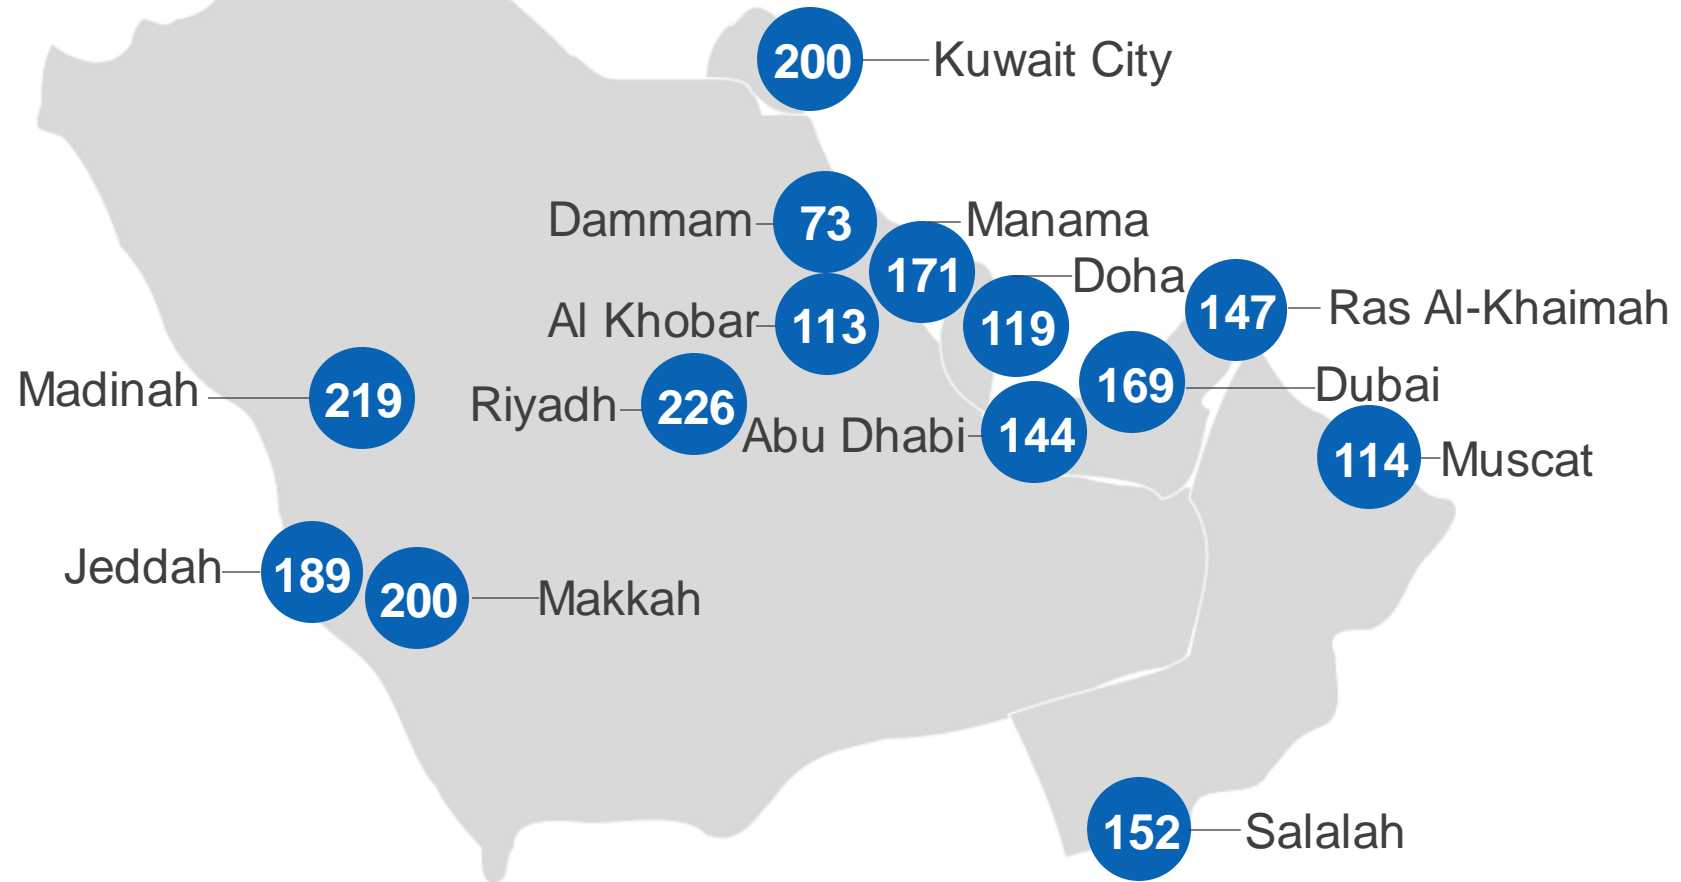 200 Kuwait City
Dammam 73
171 Manama
119 Doha
147 Ras Al-Khaimah
Al Khobar 113
169 Dubai
Madinah 219
Riyadh 226
Abu Dhabi 144
114 Muscat
Jeddah 189
200 Makkah
152 Salalah